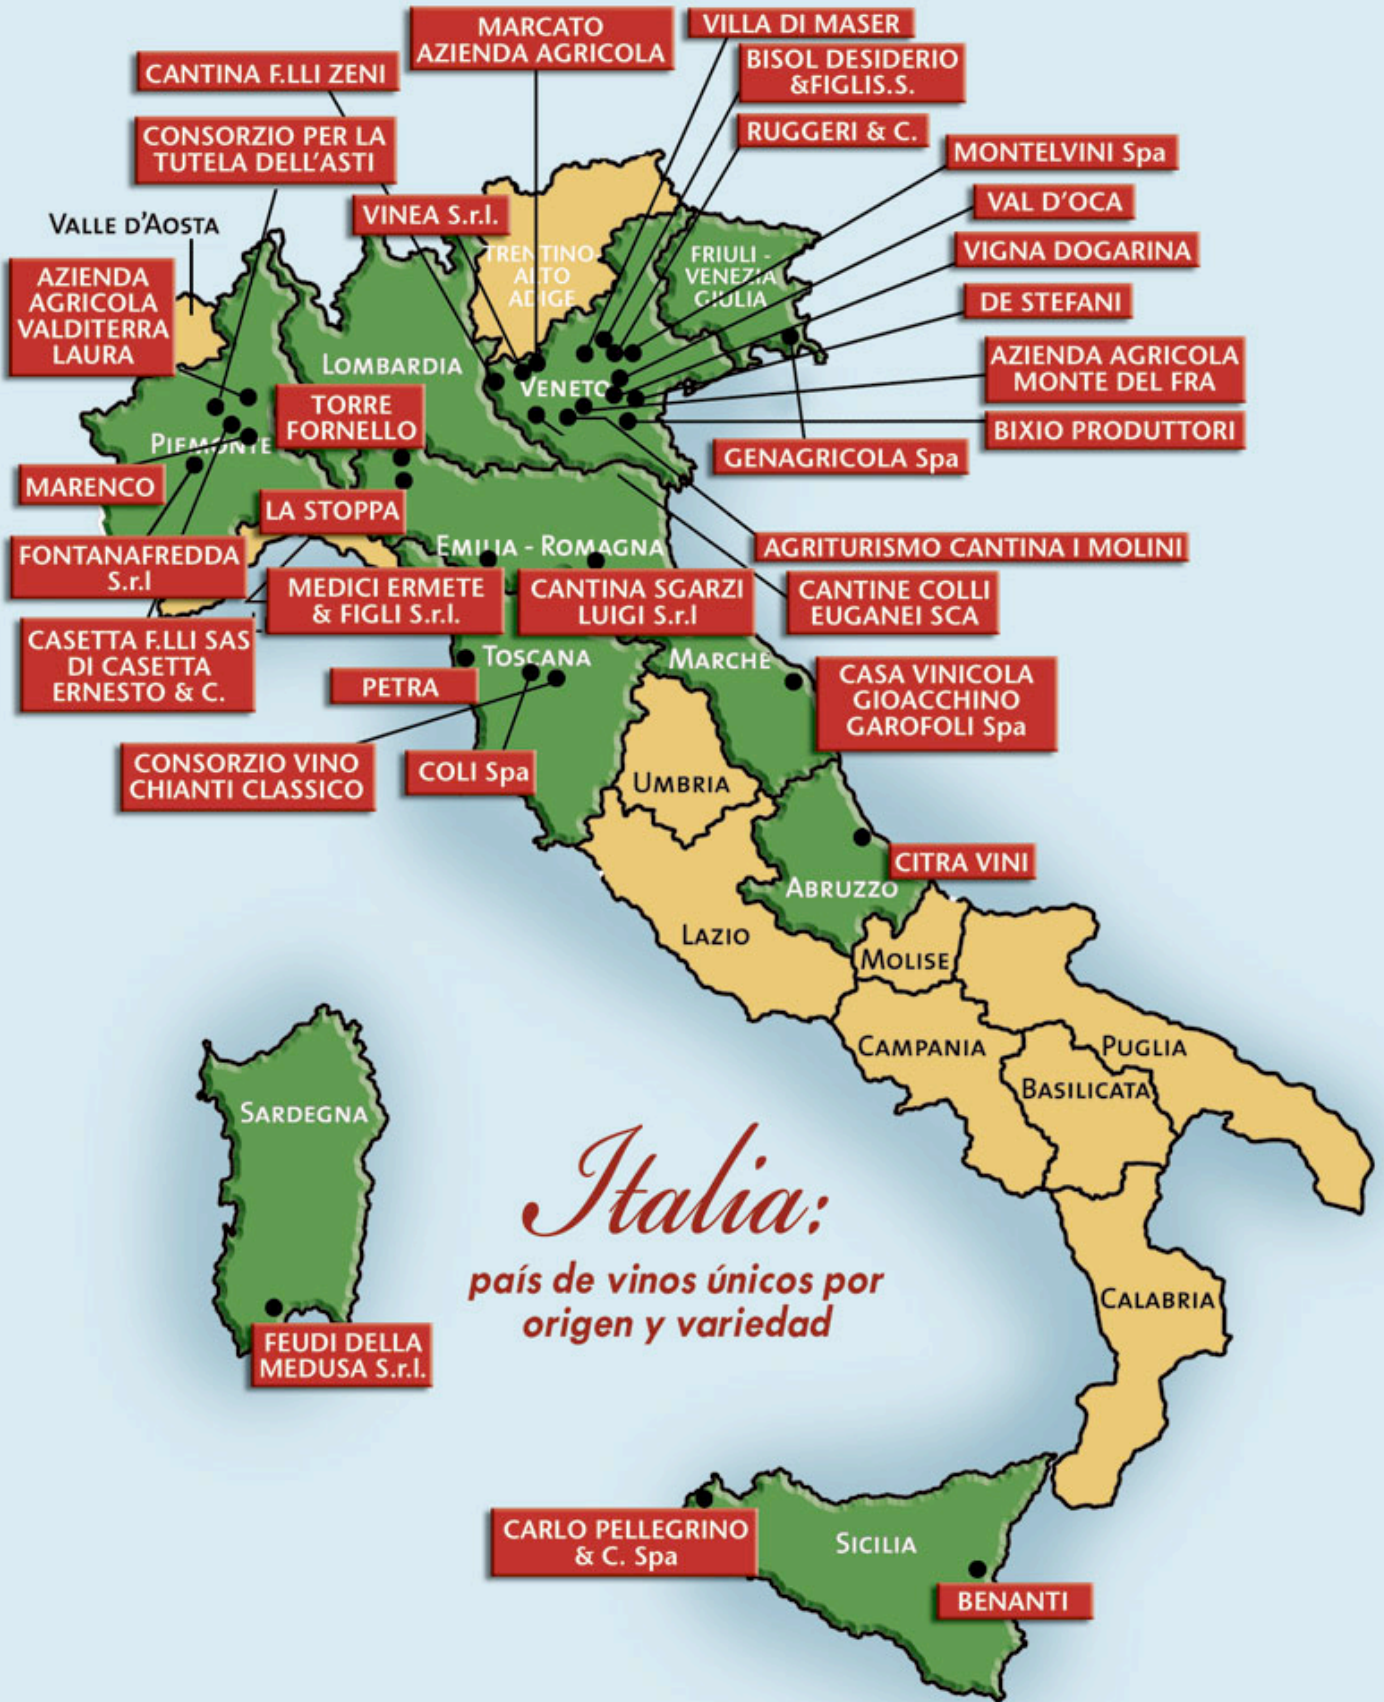 MARCATO
AZIENDA AGRICOLA
VILLA DI MASER
CANTINA F.LLI ZENI
BISOL DESIDERIO
&FIGLIS.S.
CONSORZIO PER LA
TUTELA DELL'ASTI
RUGGERI & C.
MONTELVINI Spa
VINEA S.r.l.
VAL D'OCA
VALLE D'AOSTA
VIGNA DOGARINA
TRENTINO-
ALTO
ADIGE
FRIULI -
VENEZIA
GIULIA
AZIENDA
AGRICOLA
VALDITERRA
LAURA
DE STEFANI
LOMBARDIA
AZIENDA AGRICOLA
MONTE DEL FRA
VENETO
TORRE
FORNELLO
BIXIO PRODUTTORI
PIEMONTE
GENAGRICOLA Spa
MARENCO
LA STOPPA
EMILIA - ROMAGNA
AGRITURISMO CANTINA I MOLINI
FONTANAFREDDA
S.r.l
MEDICI ERMETE
& FIGLI S.r.l.
CANTINA SGARZI
LUIGI S.r.l
CANTINE COLLI
EUGANEI SCA
CASETTA F.LLI SAS
DI CASETTA
ERNESTO & C.
TOSCANA
MARCHE
PETRA
CASA VINICOLA
GIOACCHINO
GAROFOLI Spa
CONSORZIO VINO
CHIANTI CLASSICO
COLI Spa
UMBRIA
CITRA VINI
ABRUZZO
LAZIO
MOLISE
CAMPANIA
PUGLIA
BASILICATA
SARDEGNA
Italia:
país de vinos únicos por
origen y variedad
CALABRIA
FEUDI DELLA
MEDUSA S.r.l.
CARLO PELLEGRINO
& C. Spa
SICILIA
BENANTI